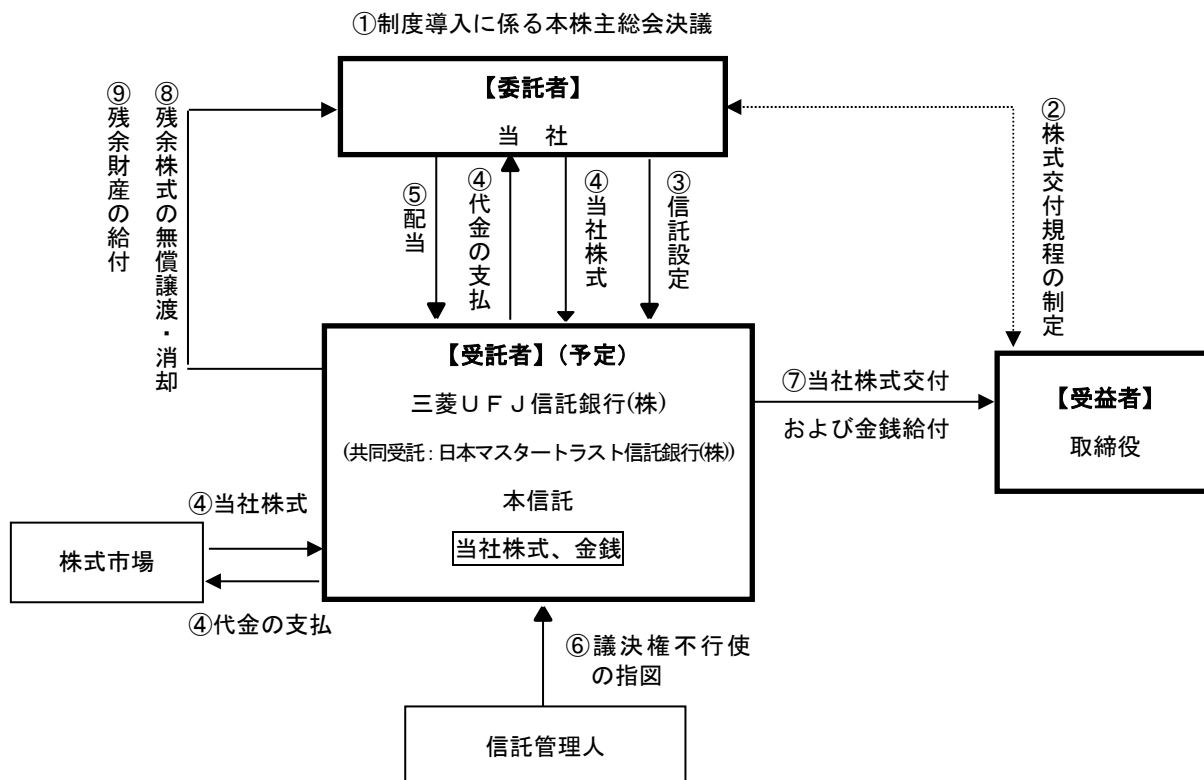 ①制度導入に係る本株主総会決議
【委託者】
当　社
⑨残余財産の給付
⑧残余株式の無償譲渡・消却
⑤配当
④代金の支払
④当社株式
③信託設定
②株式交付規程の制定
【受託者】（予定）
三菱ＵＦＪ信託銀行(株)
(共同受託：日本マスタートラスト信託銀行(株))
本信託
当社株式、金銭
⑦当社株式交付
および金銭給付
【受益者】
取締役
④当社株式
株式市場
④代金の支払
⑥議決権不行使
の指図
信託管理人